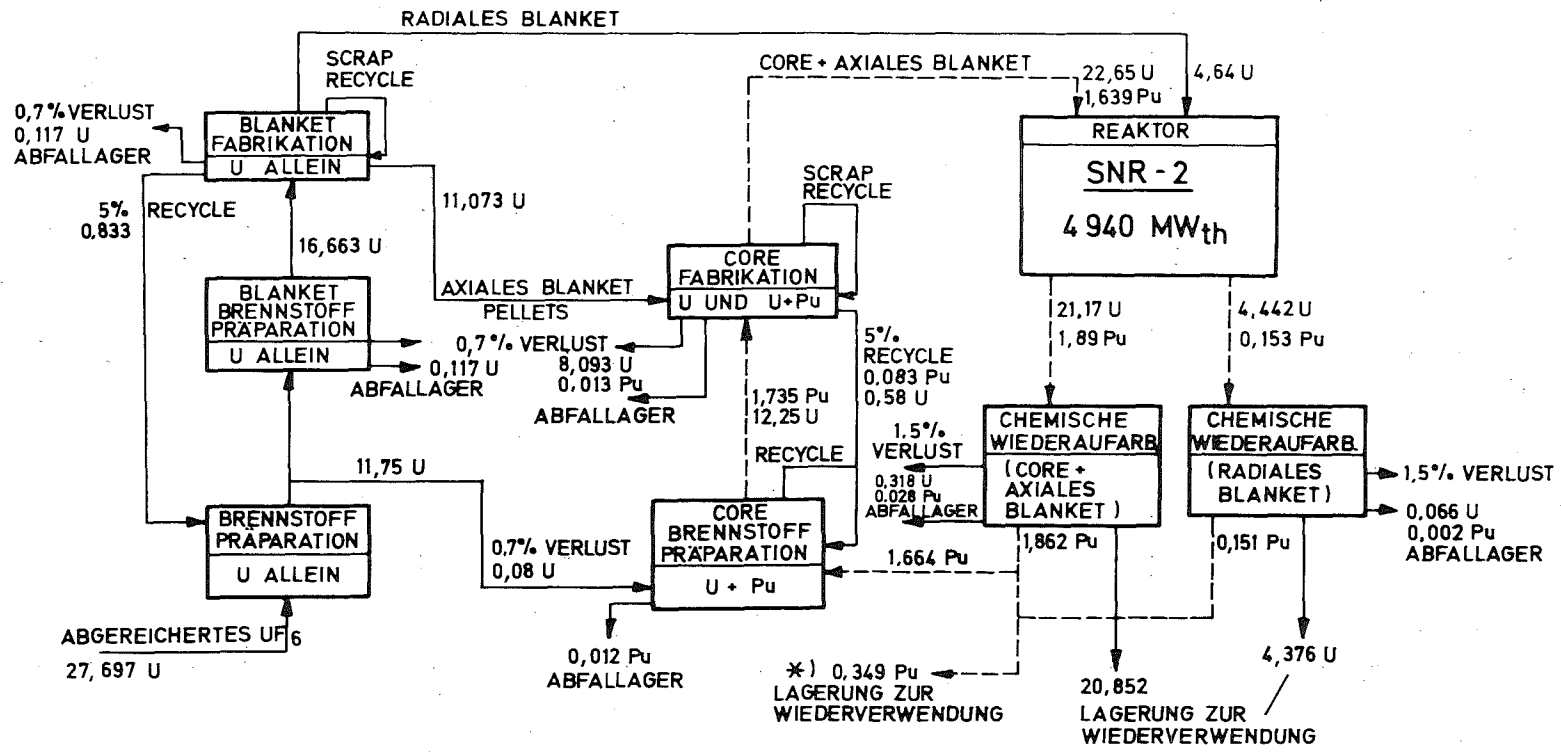 RADIALES BLANKET
SCRAP
RECYCLE
CORE + AXIALES BLANKET
22,65 U
1,639 Pu
4,64 U
0,7% VERLUST
0,117 U
ABFALLAGER
BLANKET
FABRIKATION
U ALLEIN
REAKTOR
SNR - 2
4 940 MWth
5%
RECYCLE
0,833
11,073 U
SCRAP
RECYCLE
16,663 U
CORE
FABRIKATION
U UND U+Pu
BLANKET
BRENNSTOFF
PRÄPARATION
U ALLEIN
AXIALES BLANKET
PELLETS
21,17 U
1,89 Pu
4,442 U
0,153 Pu
0,7% VERLUST
8,093 U
0,013 Pu
ABFALLAGER
0,117 U
ABFALLAGER
5%
RECYCLE
0,083 Pu
0,58 U
1,735 Pu
12,25 U
CHEMISCHE
WIEDERAUFARB.
(CORE +
AXIALES
BLANKET)
CHEMISCHE
WIEDERAUFARB.
(RADIALES
BLANKET)
1,5%
VERLUST
0,318 U
0.028 Pu
ABFALLAGER
1,5% VERLUST
0,066 U
0,002 Pu
ABFALLAGER
11,75 U
RECYCLE
BRENNSTOFF
PRÄPARATION
U ALLEIN
CORE
BRENNSTOFF
PRÄPARATION
U + Pu
0,7% VERLUST
0,08 U
1,664 Pu
1,862 Pu
0,151 Pu
ABGEREICHERTES UF6
27,697 U
0,012 Pu
ABFALLAGER
*) 0,349 Pu
LAGERUNG ZUR
WIEDERVERWENDUNG
20,852
LAGERUNG ZUR
WIEDERVERWENDUNG
4,376 U